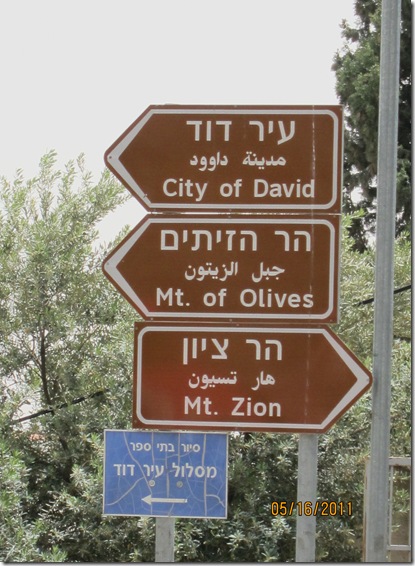 עיר דוד
مدينة داوود
City of David
הר הזיתים
جبل الزيتون
Mt. of Olives
הר ציון
هار تسيون
Mt. Zion
סיור בתי ספר
מסלול עיר דוד
05/16/2011